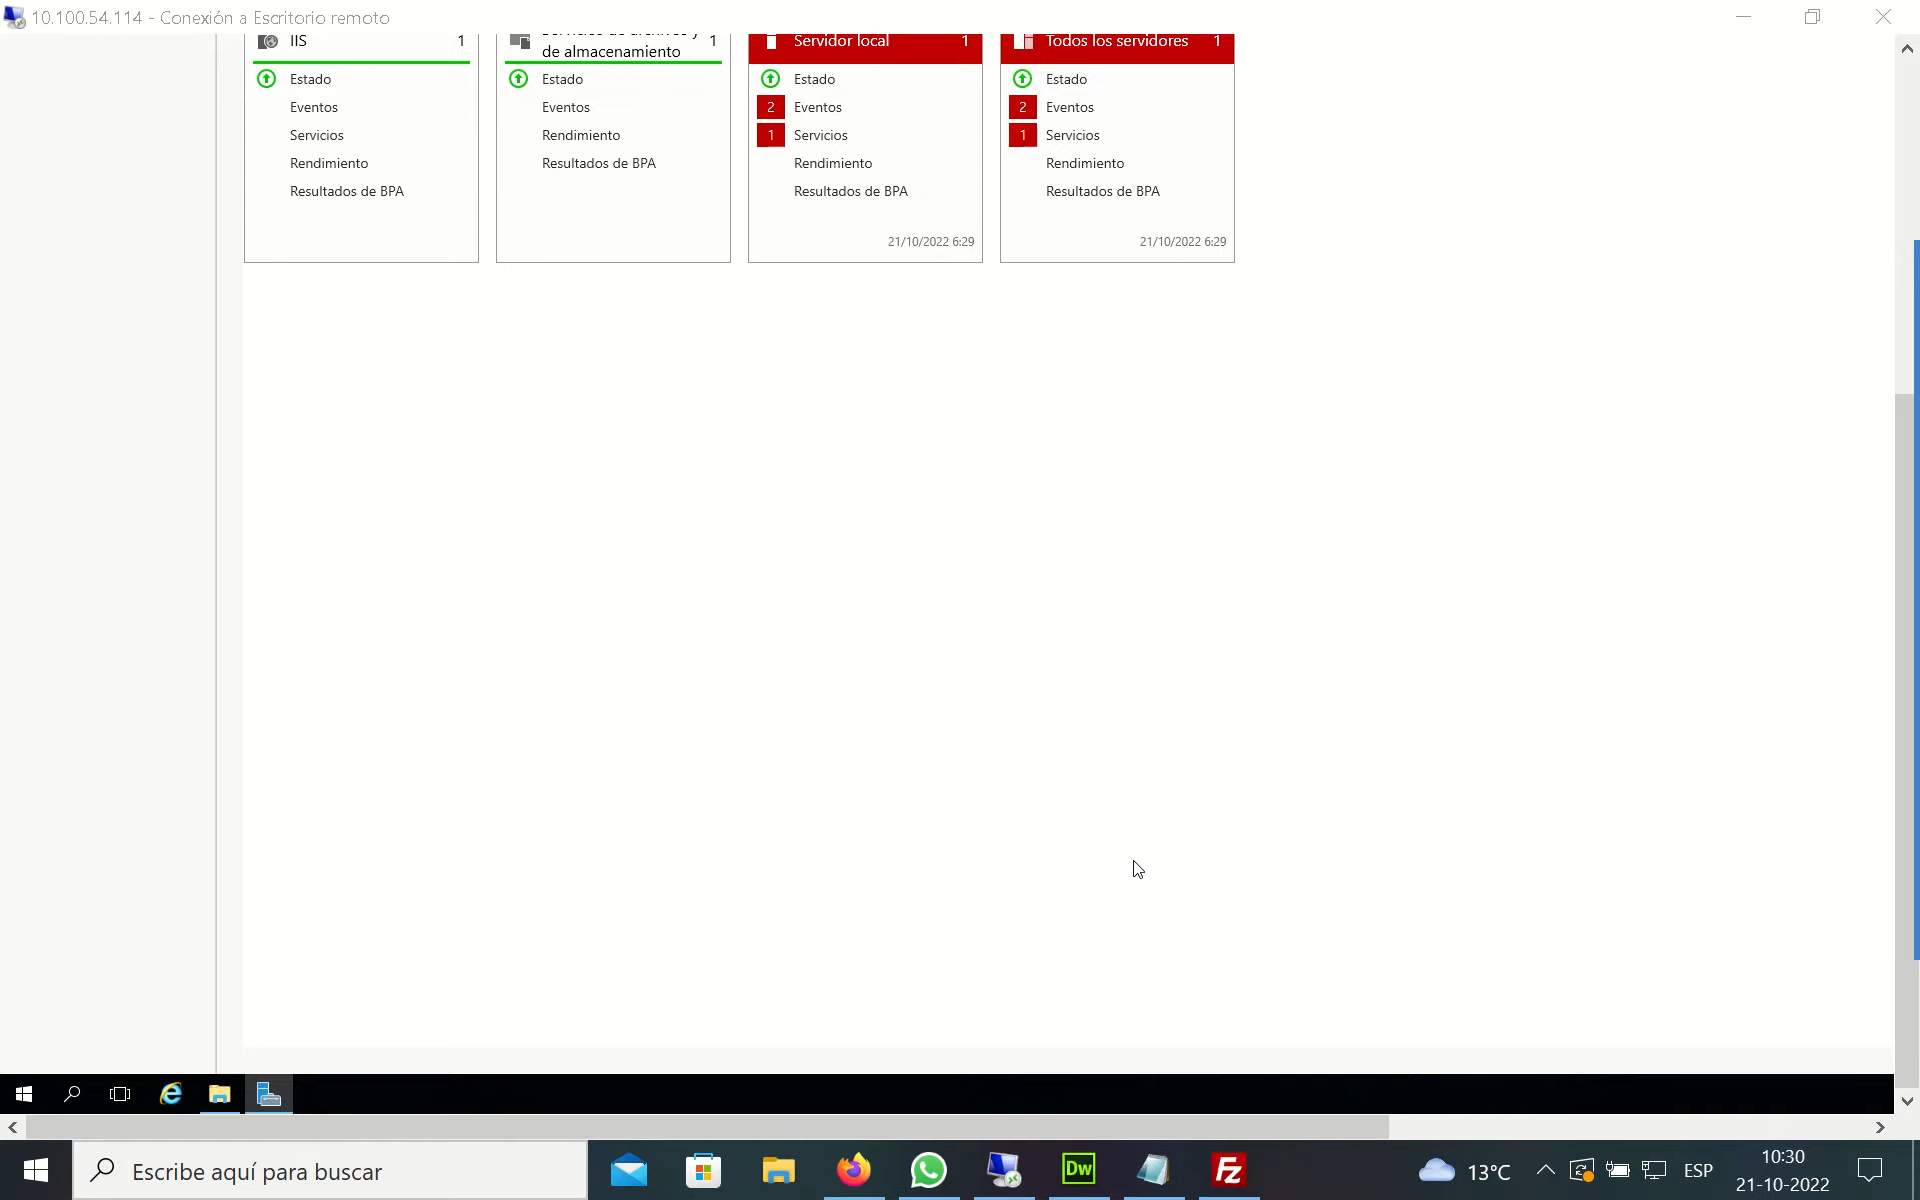 10.100.54.114 - Conexión a Escritorio remoto
IIS 1
de almacenamiento 1
Servidor local 1
Todos los servidores 1
Estado
Eventos
Servicios
Rendimiento
Resultados de BPA
Estado
Eventos
Rendimiento
Resultados de BPA
Estado
2 Eventos
1 Servicios
Rendimiento
Resultados de BPA
21/10/2022 6:29
Estado
2 Eventos
1 Servicios
Rendimiento
Resultados de BPA
21/10/2022 6:29
Escribe aquí para buscar
Dw
Fz
13°C
ESP
10:30
21-10-2022